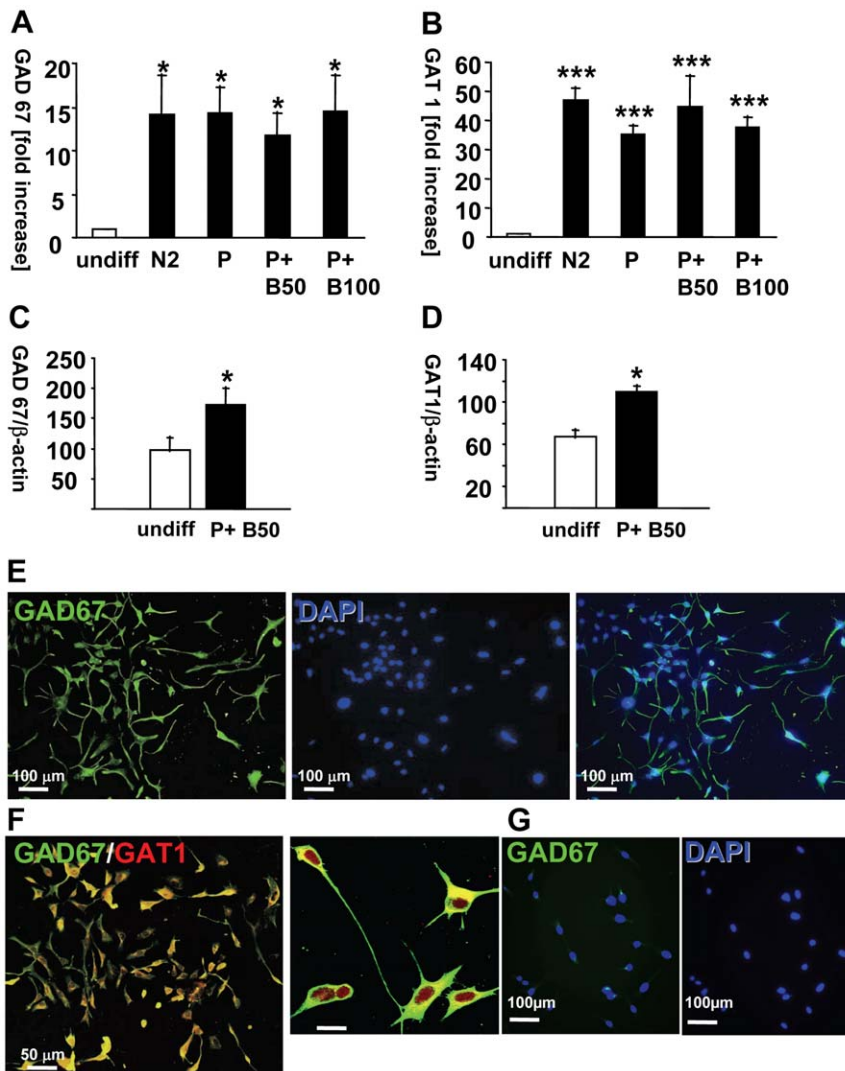 A
GAD 67 [fold increase]
20
15
10
5
0
undiff N2 P P+ P+
B50 B100
B
GAT 1 [fold increase]
60
50
40
30
20
10
0
undiff N2 P P+ P+
B50 B100
* * * *
*** *** *** ***
C
GAD 67/β-actin
250
200
150
100
50
*
undiff P+ B50
D
GAT1/β-actin
140
100
60
20
*
undiff P+ B50
E
GAD67
100 μm
DAPI
100 μm
100 μm
F
GAD67/GAT1
50 μm
G
GAD67
100μm
DAPI
100μm